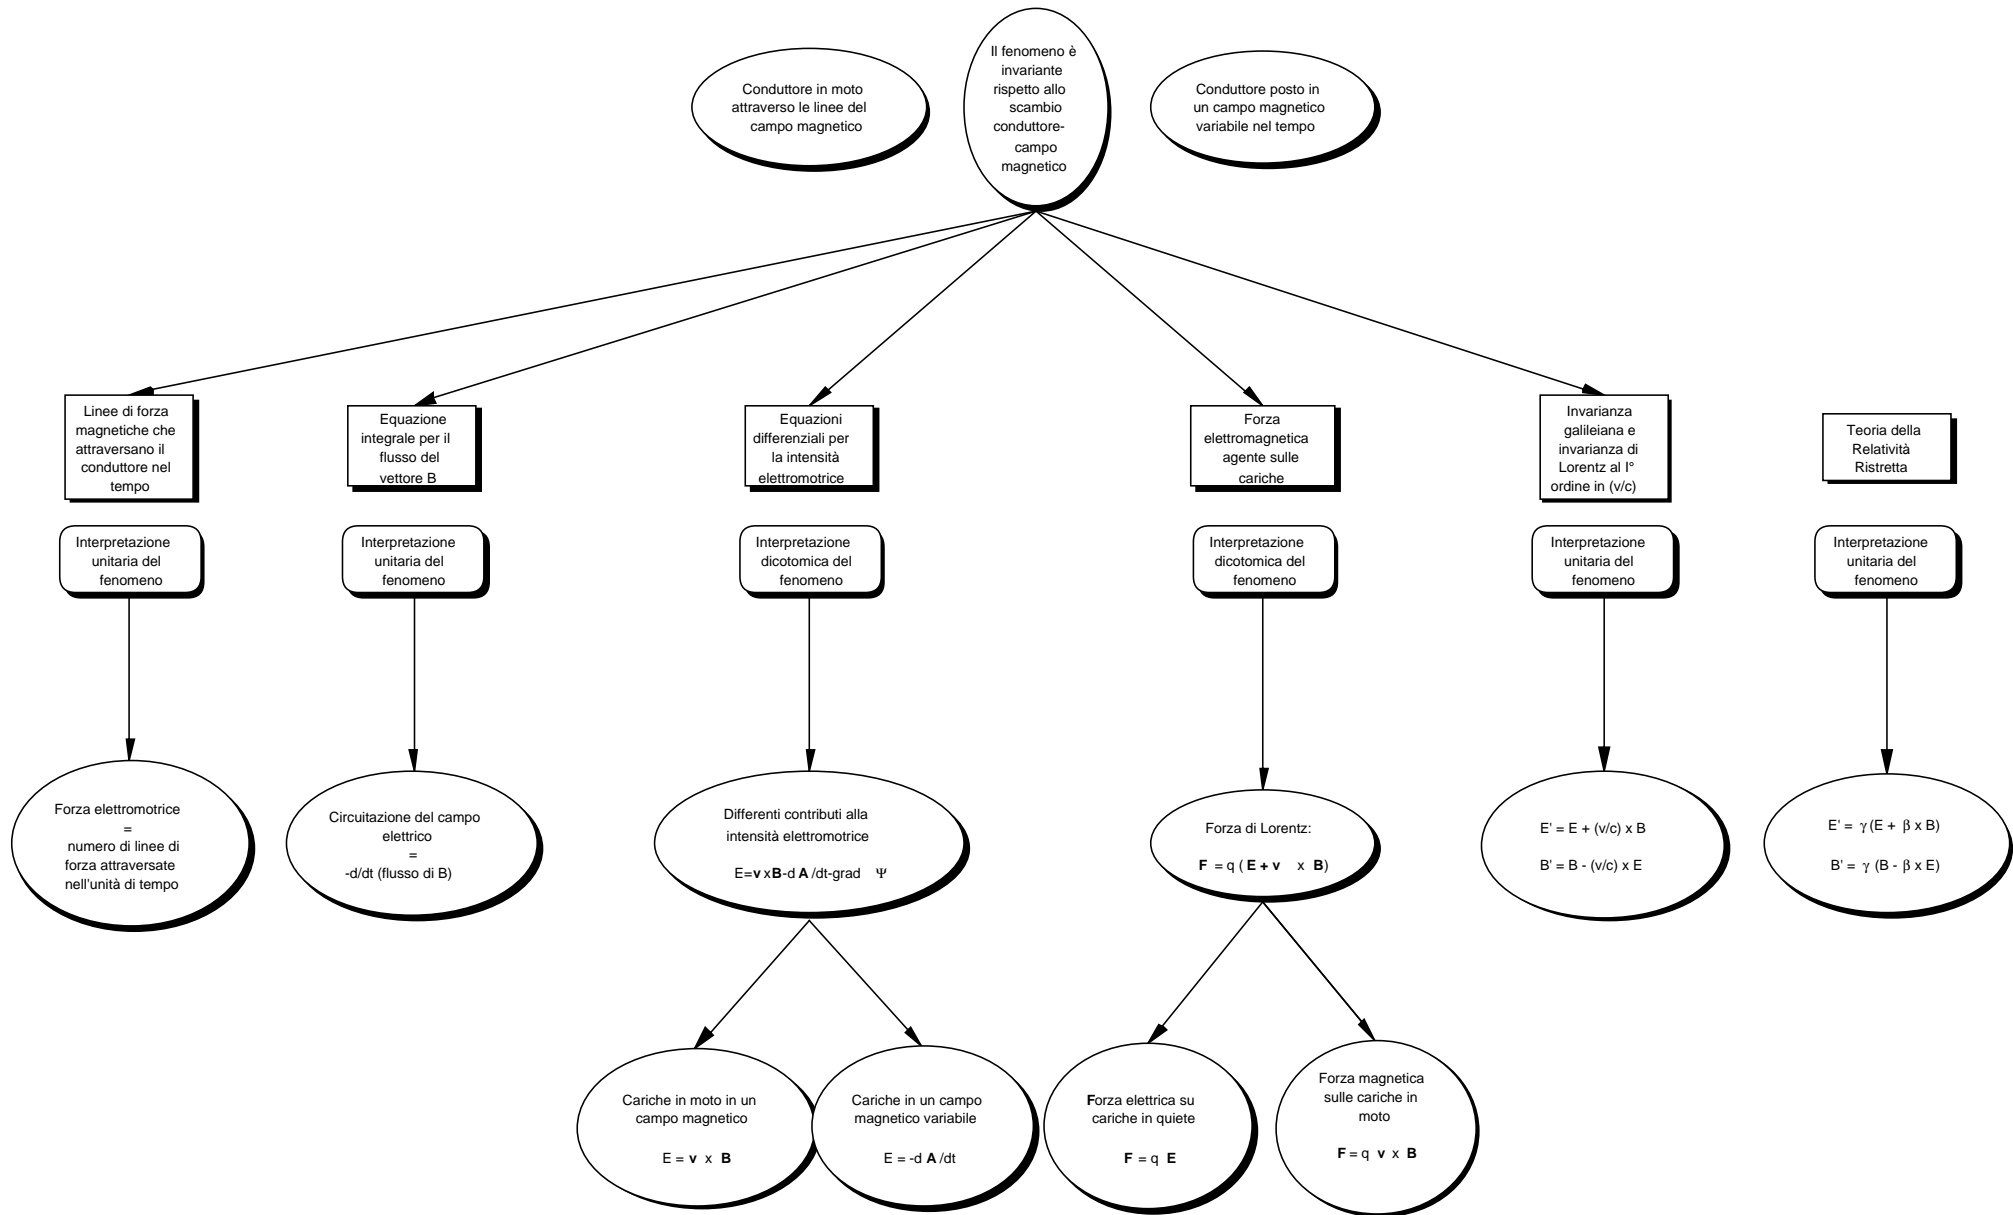 Conduttore in moto
attraverso le linee del
campo magnetico
Il fenomeno è
invariante
rispetto allo
scambio
conduttore-
campo
magnetico
Conduttore posto in
un campo magnetico
variabile nel tempo
Linee di forza
magnetiche che
attraversano il
conduttore nel
tempo
Equazione
integrale per il
flusso del
vettore B
Equazioni
differenziali per
la intensità
elettromotrice
Forza
elettromagnetica
agente sulle
cariche
Invarianza
galileiana e
invarianza di
Lorentz al I°
ordine in (v/c)
Teoria della
Relatività
Ristretta
Interpretazione
unitaria del
fenomeno
Interpretazione
unitaria del
fenomeno
Interpretazione
dicotomica del
fenomeno
Interpretazione
dicotomica del
fenomeno
Interpretazione
unitaria del
fenomeno
Interpretazione
unitaria del
fenomeno
Forza elettromotrice
=
numero di linee di
forza attraversate
nell'unità di tempo
Circuitazione del campo
elettrico
=
-d/dt (flusso di B)
Differenti contributi alla
intensità elettromotrice
E=v x B-d A /dt-grad Ψ
Forza di Lorentz:
F = q ( E + v x B)
E' = E + (v/c) x B
B' = B - (v/c) x E
E' = γ (E + β x B)
B' = γ (B - β x E)
Cariche in moto in un
campo magnetico
E = v x B
Cariche in un campo
magnetico variabile
E = -d A /dt
Forza elettrica su
cariche in quiete
F = q E
Forza magnetica
sulle cariche in
moto
F = q v x B